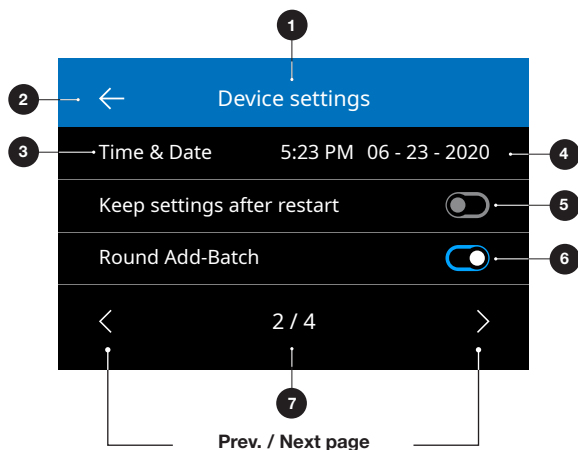 1
2
Device settings
3
Time & Date 5:23 PM 06 - 23 - 2020
4
Keep settings after restart
5
Round Add-Batch
6
2 / 4
7
Prev. / Next page